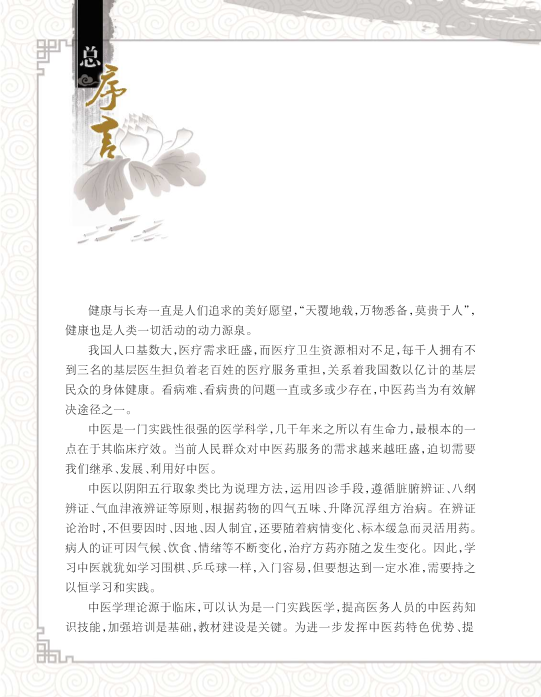 总
序
言
健康与长寿一直是人们追求的美好愿望，“天覆地载，万物悉备，莫贵于人”，
健康也是人类一切活动的动力源泉。
我国人口基数大，医疗需求旺盛，而医疗卫生资源相对不足，每千人拥有不
到三名的基层医生担负着老百姓的医疗服务重担，关系着我国数以亿计的基层
民众的身体健康。看病难、看病贵的问题一直或多或少存在，中医药当为有效解
决途径之一。
中医是一门实践性很强的医学科学，几千年来之所以有生命力，最根本的一
点在于其临床疗效。当前人民群众对中医药服务的需求越来越旺盛，迫切需要
我们继承、发展、利用好中医。
中医以阴阳五行取象类比为说理方法，运用四诊手段，遵循脏腑辨证、八纲
辨证、气血津液辨证等原则，根据药物的四气五味、升降沉浮组方治病。在辨证
论治时，不但要因时、因地、因人制宜，还要随着病情变化、标本缓急而灵活用药。
病人的证可因气候、饮食、情绪等不断变化，治疗方药亦随之发生变化。因此，学
习中医就犹如学习围棋、乒乓球一样，入门容易，但要想达到一定水准，需要持之
以恒学习和实践。
中医学理论源于临床，可以认为是一门实践医学，提高医务人员的中医药知
识技能，加强培训是基础，教材建设是关键。为进一步发挥中医药特色优势、提